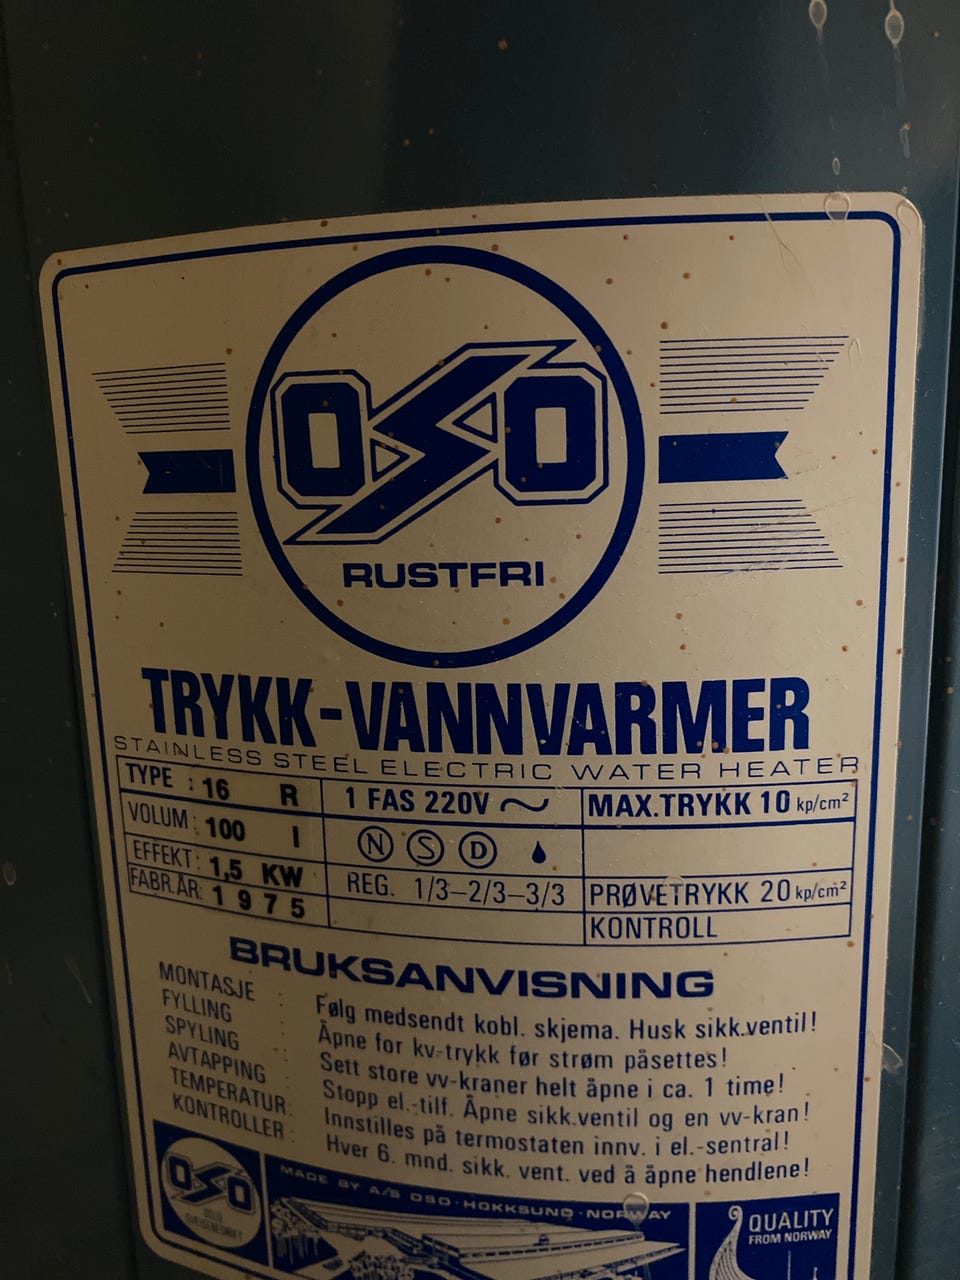 OSO
RUSTFRI
TRYKK-VANNVARMER
STAINLESS STEEL ELECTRIC WATER HEATER
TYPE : 16 R 1 FAS 220V ~ MAX.TRYKK 10 kp/cm²
VOLUM: 100 l N S D
EFFEKT: 1,5 KW REG. 1/3–2/3–3/3 PRØVETRYKK 20 kp/cm²
FABR.ÅR: 1975 KONTROLL
BRUKSANVISNING
MONTASJE : Følg medsendt kobl. skjema. Husk sikk.ventil!
FYLLING : Åpne for kv-trykk før strøm påsettes!
SPYLING : Sett store vv-kraner helt åpne i ca. 1 time!
AVTAPPING : Stopp el.-tilf. Åpne sikk.ventil og en vv-kran!
TEMPERATUR: Innstilles på termostaten innv. i el.-sentral!
KONTROLLER: Hver 6. mnd. sikk. vent. ved å åpne hendlene!
OSO
MADE BY A/S OSO · HOKKSUND · NORWAY
QUALITY
FROM NORWAY